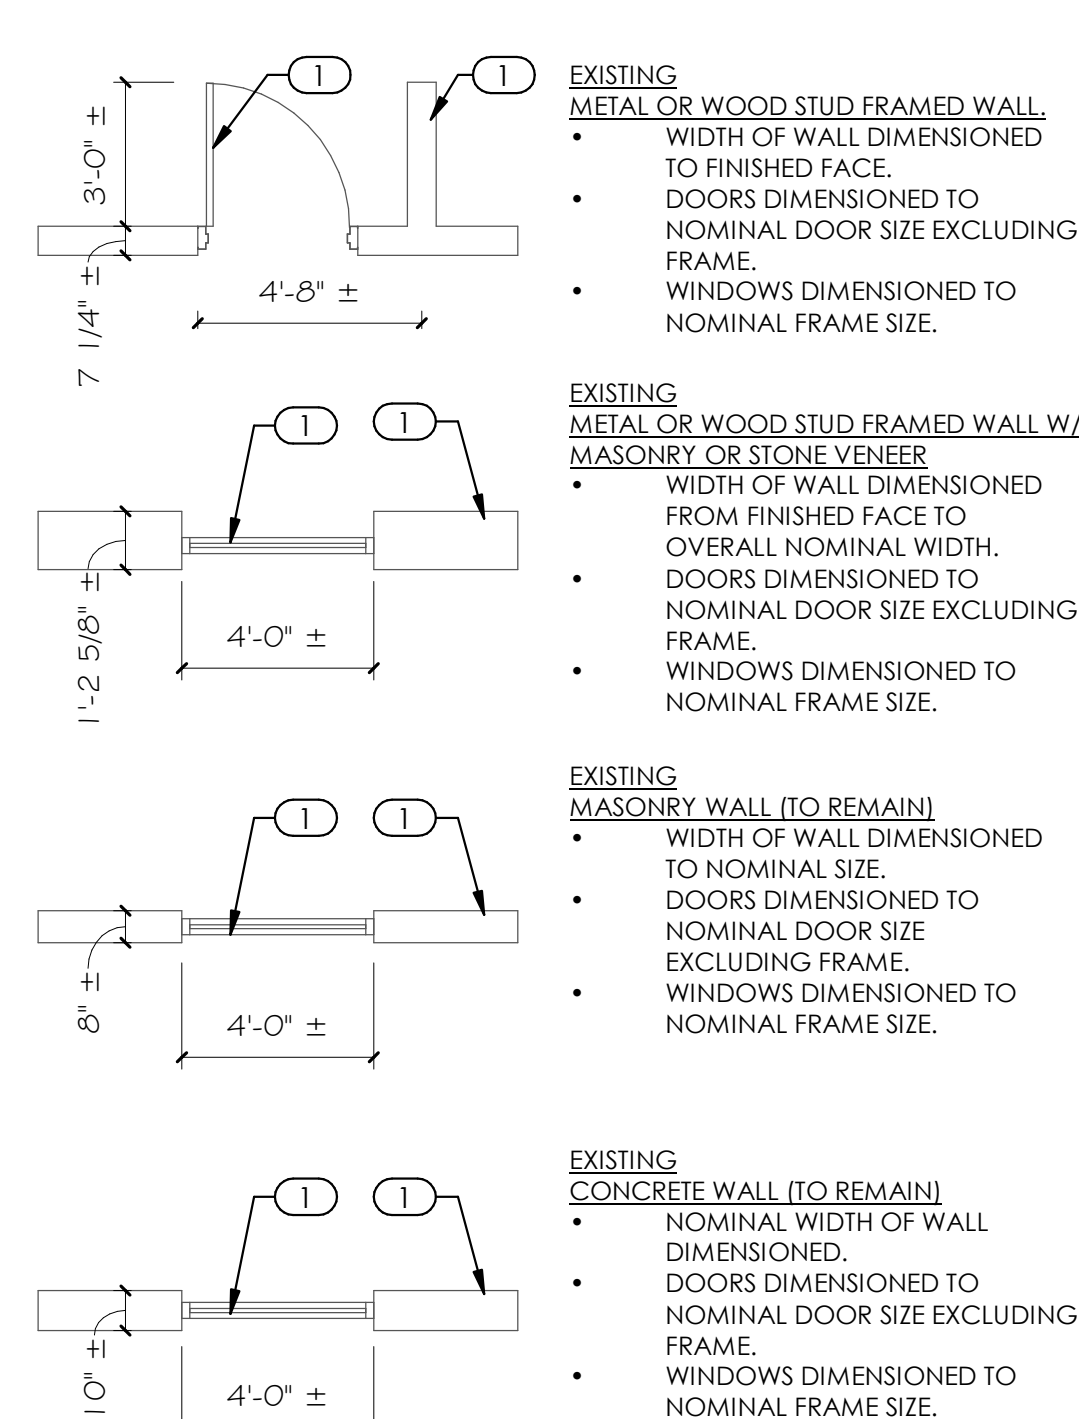 1
1
3'-0" ±
7 1/4" ±
4'-8" ±
EXISTING
METAL OR WOOD STUD FRAMED WALL.
• WIDTH OF WALL DIMENSIONED
TO FINISHED FACE.
• DOORS DIMENSIONED TO
NOMINAL DOOR SIZE EXCLUDING
FRAME.
• WINDOWS DIMENSIONED TO
NOMINAL FRAME SIZE.
1
1
1'-2 5/8" ±
4'-0" ±
EXISTING
METAL OR WOOD STUD FRAMED WALL W/
MASONRY OR STONE VENEER
• WIDTH OF WALL DIMENSIONED
FROM FINISHED FACE TO
OVERALL NOMINAL WIDTH.
• DOORS DIMENSIONED TO
NOMINAL DOOR SIZE EXCLUDING
FRAME.
• WINDOWS DIMENSIONED TO
NOMINAL FRAME SIZE.
1
1
8" ±
4'-0" ±
EXISTING
MASONRY WALL (TO REMAIN)
• WIDTH OF WALL DIMENSIONED
TO NOMINAL SIZE.
• DOORS DIMENSIONED TO
NOMINAL DOOR SIZE
EXCLUDING FRAME.
• WINDOWS DIMENSIONED TO
NOMINAL FRAME SIZE.
1
1
10" ±
4'-0" ±
EXISTING
CONCRETE WALL (TO REMAIN)
• NOMINAL WIDTH OF WALL
DIMENSIONED.
• DOORS DIMENSIONED TO
NOMINAL DOOR SIZE EXCLUDING
FRAME.
• WINDOWS DIMENSIONED TO
NOMINAL FRAME SIZE.